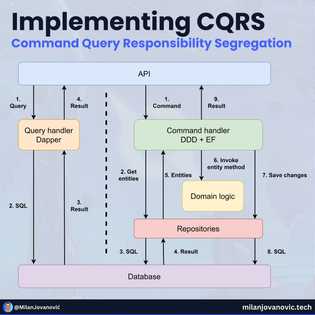 Implementing CQRS
Command Query Responsibility Segregation
API
1.
Query
4.
Result
1.
Command
9.
Result
Query handler
Dapper
Command handler
DDD + EF
2. Get
entities
5. Entities
6. Invoke
entity method
7. Save changes
Domain logic
2. SQL
3.
Result
Repositories
3. SQL
4. Result
8. SQL
Database
@MilanJovanović
milanjovanovic.tech